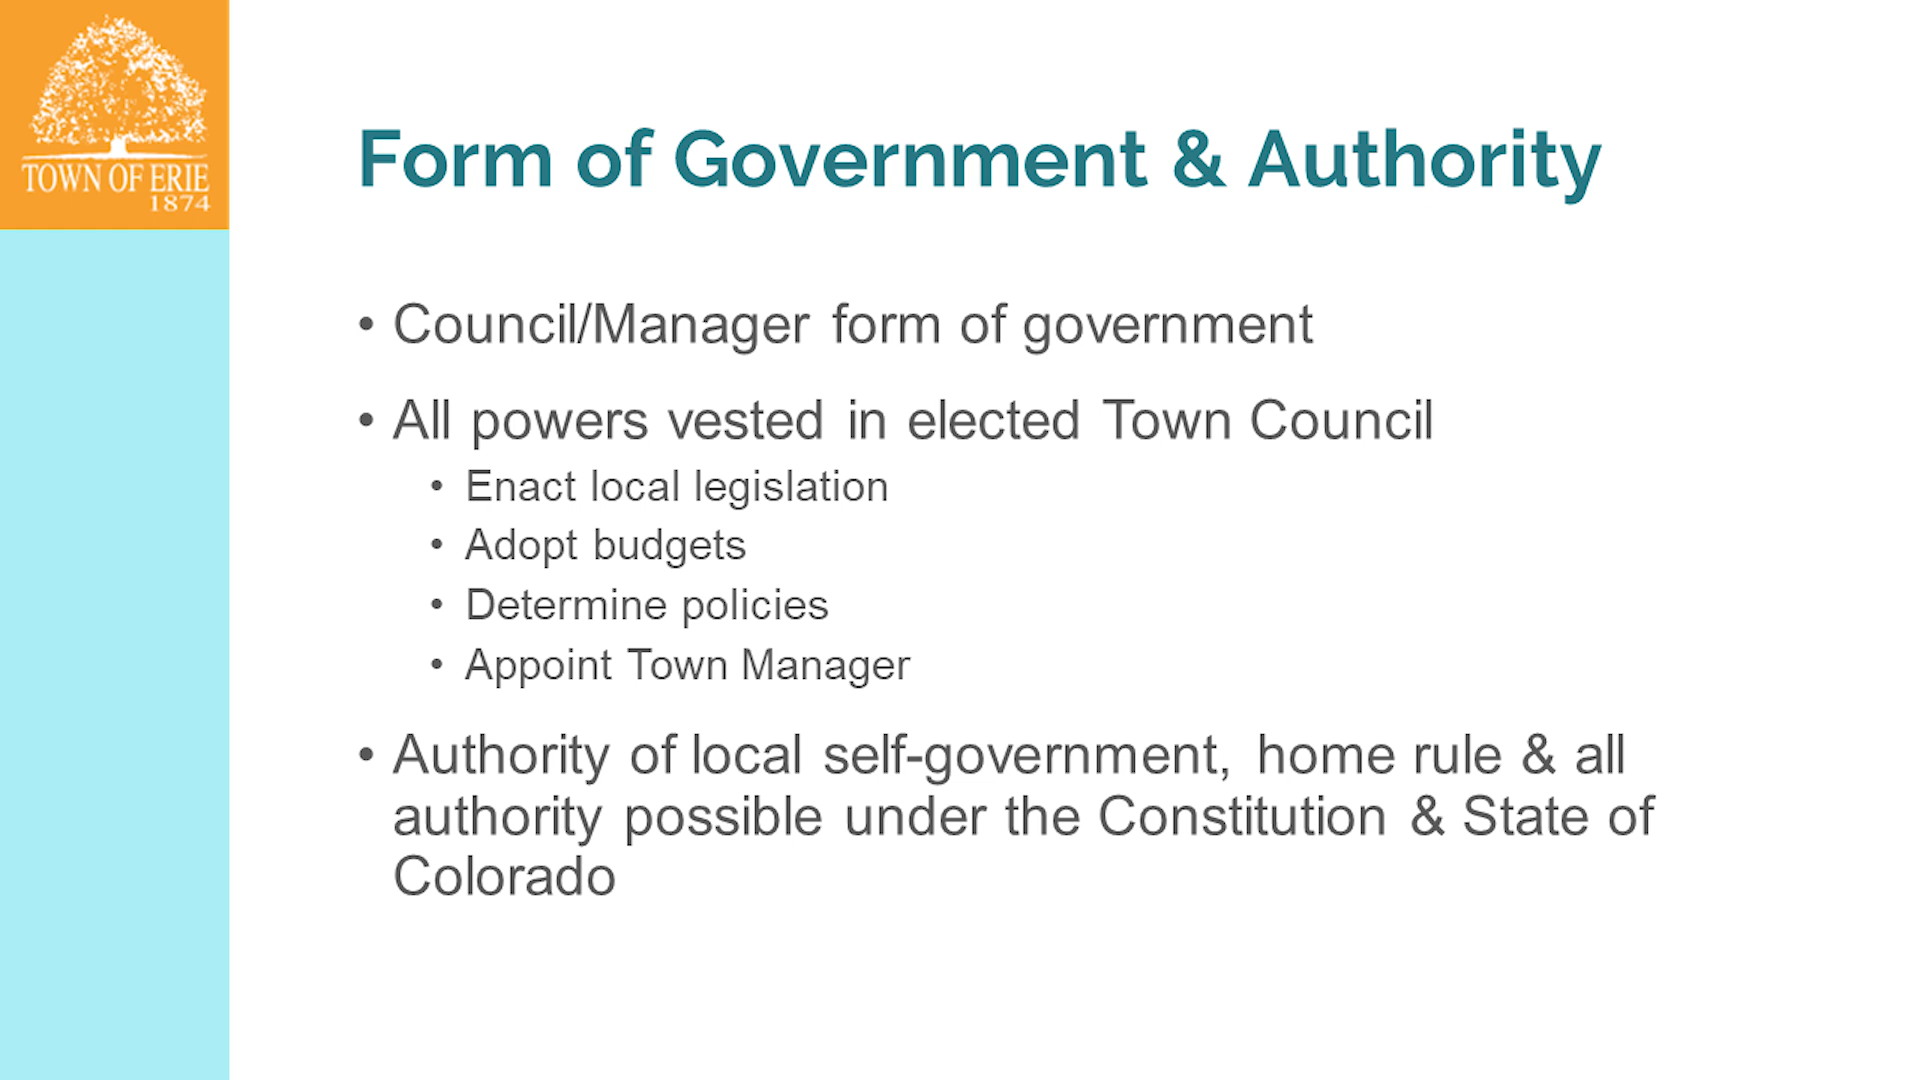 TOWN OF ERIE
1874
Form of Government & Authority
• Council/Manager form of government
• All powers vested in elected Town Council
• Enact local legislation
• Adopt budgets
• Determine policies
• Appoint Town Manager
• Authority of local self-government, home rule & all
authority possible under the Constitution & State of
Colorado